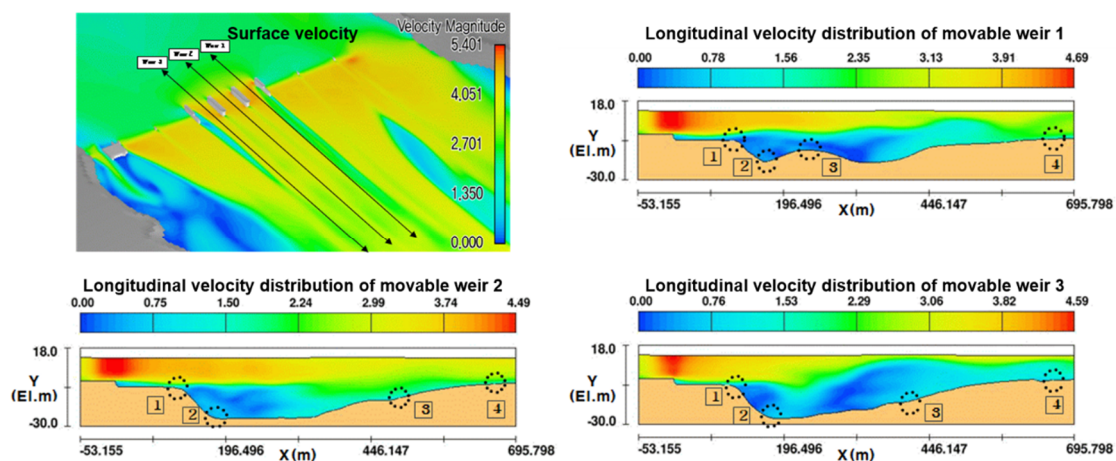 Surface velocity
Velocity Magnitude
5.401
4.051
2.701
1.350
0.000
Weir 1
Weir 2
Weir 3
Longitudinal velocity distribution of movable weir 1
0.00 0.78 1.56 2.35 3.13 3.91 4.69
18.0
Y
(El.m)
-30.0
1 2 3 4
-53.155 196.496 446.147 695.798
X(m)
Longitudinal velocity distribution of movable weir 2
0.00 0.75 1.50 2.24 2.99 3.74 4.49
18.0
Y
(El.m)
-30.0
1 2 3 4
-53.155 196.496 446.147 695.798
X(m)
Longitudinal velocity distribution of movable weir 3
0.00 0.76 1.53 2.29 3.06 3.82 4.59
18.0
Y
(El.m)
-30.0
1 2 3 4
-53.155 196.496 446.147 695.798
X(m)